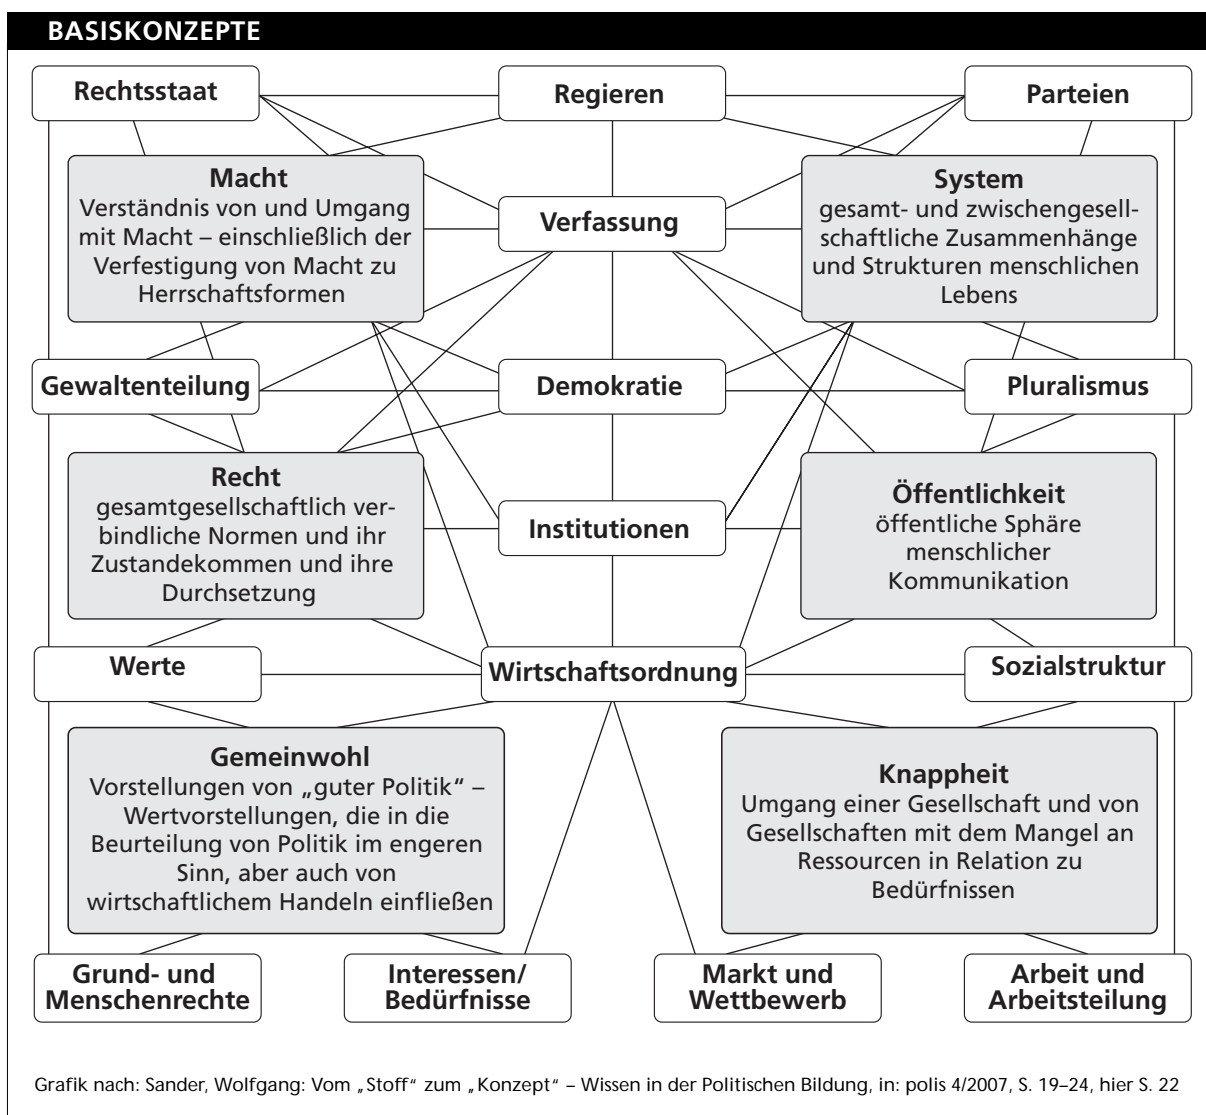 BASISKONZEPTE
Rechtsstaat
Regieren
Parteien
Macht
Verständnis von und Umgang
mit Macht – einschließlich der
Verfestigung von Macht zu
Herrschaftsformen
Verfassung
System
gesamt- und zwischengesell-
schaftliche Zusammenhänge
und Strukturen menschlichen
Lebens
Gewaltenteilung
Demokratie
Pluralismus
Recht
gesamtgesellschaftlich ver-
bindliche Normen und ihr
Zustandekommen und ihre
Durchsetzung
Institutionen
Öffentlichkeit
öffentliche Sphäre
menschlicher
Kommunikation
Werte
Wirtschaftsordnung
Sozialstruktur
Gemeinwohl
Vorstellungen von „guter Politik“ –
Wertvorstellungen, die in die
Beurteilung von Politik im engeren
Sinn, aber auch von
wirtschaftlichem Handeln einfließen
Knappheit
Umgang einer Gesellschaft und von
Gesellschaften mit dem Mangel an
Ressourcen in Relation zu
Bedürfnissen
Grund- und
Menschenrechte
Interessen/
Bedürfnisse
Markt und
Wettbewerb
Arbeit und
Arbeitsteilung
Grafik nach: Sander, Wolfgang: Vom „Stoff“ zum „Konzept“ – Wissen in der Politischen Bildung, in: polis 4/2007, S. 19–24, hier S. 22